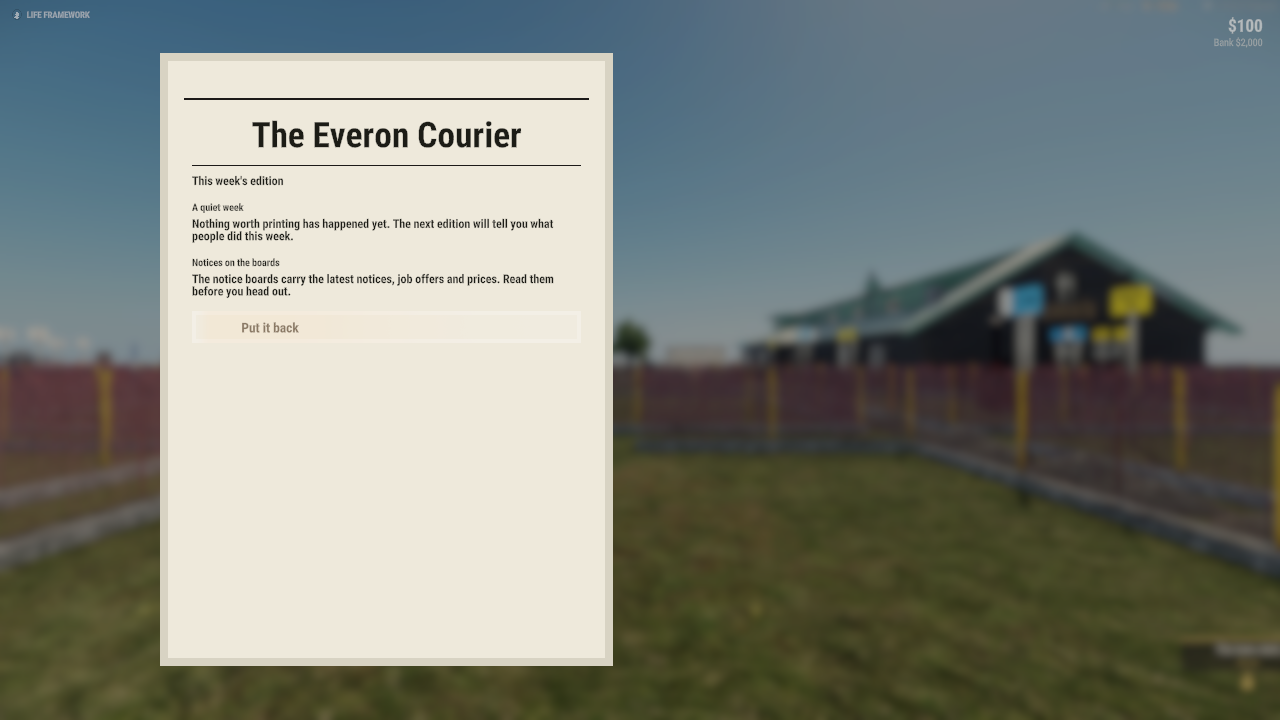 LIFE FRAMEWORK
$100
Bank $2,000
The Everon Courier
This week's edition
A quiet week
Nothing worth printing has happened yet. The next edition will tell you what
people did this week.
Notices on the boards
The notice boards carry the latest notices, job offers and prices. Read them
before you head out.
Put it back